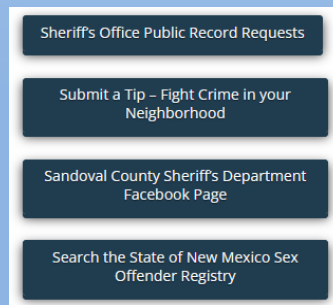 Sheriff's Office Public Record Requests
Submit a Tip – Fight Crime in your
Neighborhood
Sandoval County Sheriff's Department
Facebook Page
Search the State of New Mexico Sex
Offender Registry